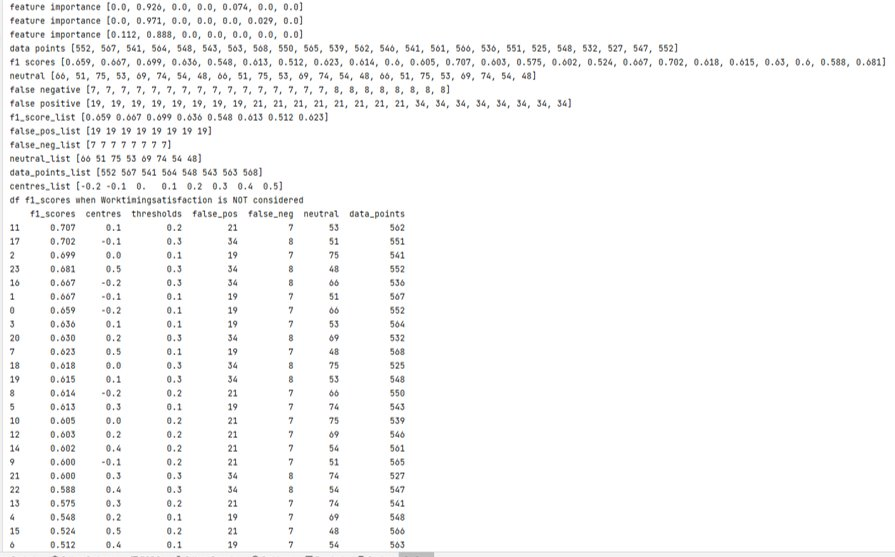 feature importance [0.0, 0.926, 0.0, 0.0, 0.074, 0.0, 0.0]
feature importance [0.0, 0.971, 0.0, 0.0, 0.0, 0.029, 0.0]
feature importance [0.112, 0.888, 0.0, 0.0, 0.0, 0.0, 0.0]
data points [552, 567, 541, 564, 548, 543, 563, 568, 550, 565, 539, 562, 546, 541, 561, 566, 536, 551, 525, 548, 532, 527, 547, 552]
f1 scores [0.659, 0.667, 0.699, 0.636, 0.548, 0.613, 0.512, 0.623, 0.614, 0.6, 0.605, 0.707, 0.603, 0.575, 0.602, 0.524, 0.667, 0.702, 0.618, 0.615, 0.63, 0.6, 0.588, 0.681]
neutral [66, 51, 75, 53, 69, 74, 54, 48, 66, 51, 75, 53, 69, 74, 54, 48, 66, 51, 75, 53, 69, 74, 54, 48]
false negative [7, 7, 7, 7, 7, 7, 7, 7, 7, 7, 7, 7, 7, 7, 7, 7, 8, 8, 8, 8, 8, 8, 8, 8]
false positive [19, 19, 19, 19, 19, 19, 19, 19, 21, 21, 21, 21, 21, 21, 21, 21, 34, 34, 34, 34, 34, 34, 34, 34]
f1_score_list [0.659 0.667 0.699 0.636 0.548 0.613 0.512 0.623]
false_pos_list [19 19 19 19 19 19 19 19]
false_neg_list [7 7 7 7 7 7 7 7]
neutral_list [66 51 75 53 69 74 54 48]
data_points_list [552 567 541 564 548 543 563 568]
centres_list [-0.2 -0.1 0. 0.1 0.2 0.3 0.4 0.5]
df f1_scores when Worktimingsatisfaction is NOT considered
f1_scores centres thresholds false_pos false_neg neutral data_points
11 0.707 0.1 0.2 21 7 53 562
17 0.702 -0.1 0.3 34 8 51 551
2 0.699 0.0 0.1 19 7 75 541
23 0.681 0.5 0.3 34 8 48 552
16 0.667 -0.2 0.3 34 8 66 536
1 0.667 -0.1 0.1 19 7 51 567
0 0.659 -0.2 0.1 19 7 66 552
3 0.636 0.1 0.1 19 7 53 564
20 0.630 0.2 0.3 34 8 69 532
7 0.623 0.5 0.1 19 7 48 568
18 0.618 0.0 0.3 34 8 75 525
19 0.615 0.1 0.3 34 8 53 548
8 0.614 -0.2 0.2 21 7 66 550
5 0.613 0.3 0.1 19 7 74 543
10 0.605 0.0 0.2 21 7 75 539
12 0.603 0.2 0.2 21 7 69 546
14 0.602 0.4 0.2 21 7 54 561
9 0.600 -0.1 0.2 21 7 51 565
21 0.600 0.3 0.3 34 8 74 527
22 0.588 0.4 0.3 34 8 54 547
13 0.575 0.3 0.2 21 7 74 541
4 0.548 0.2 0.1 19 7 69 548
15 0.524 0.5 0.2 21 7 48 566
6 0.512 0.4 0.1 19 7 54 563